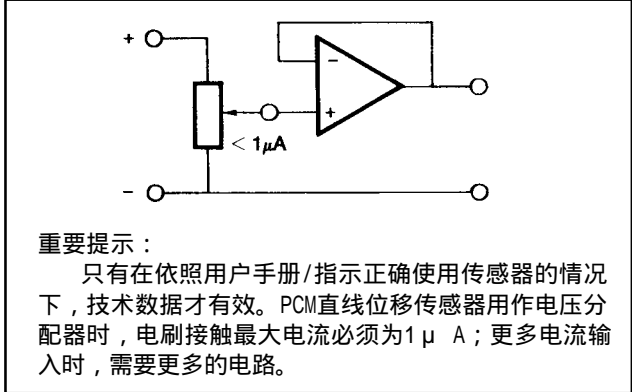 +
−
+
< 1μA
−
重要提示：
只有在依照用户手册/指示正确使用传感器的情况
下，技术数据才有效。PCM直线位移传感器用作电压分
配器时，电刷接触最大电流必须为1μ A；更多电流输
入时，需要更多的电路。